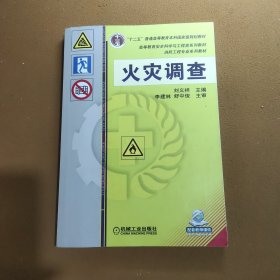 "十二五"普通高等教育本科国家级规划教材
高等教育安全科学与工程类系列教材
消防工程专业系列教材
火灾调查
刘义祥 主编
李建林 舒中俊 主审
机械工业出版社
CHINA MACHINE PRESS